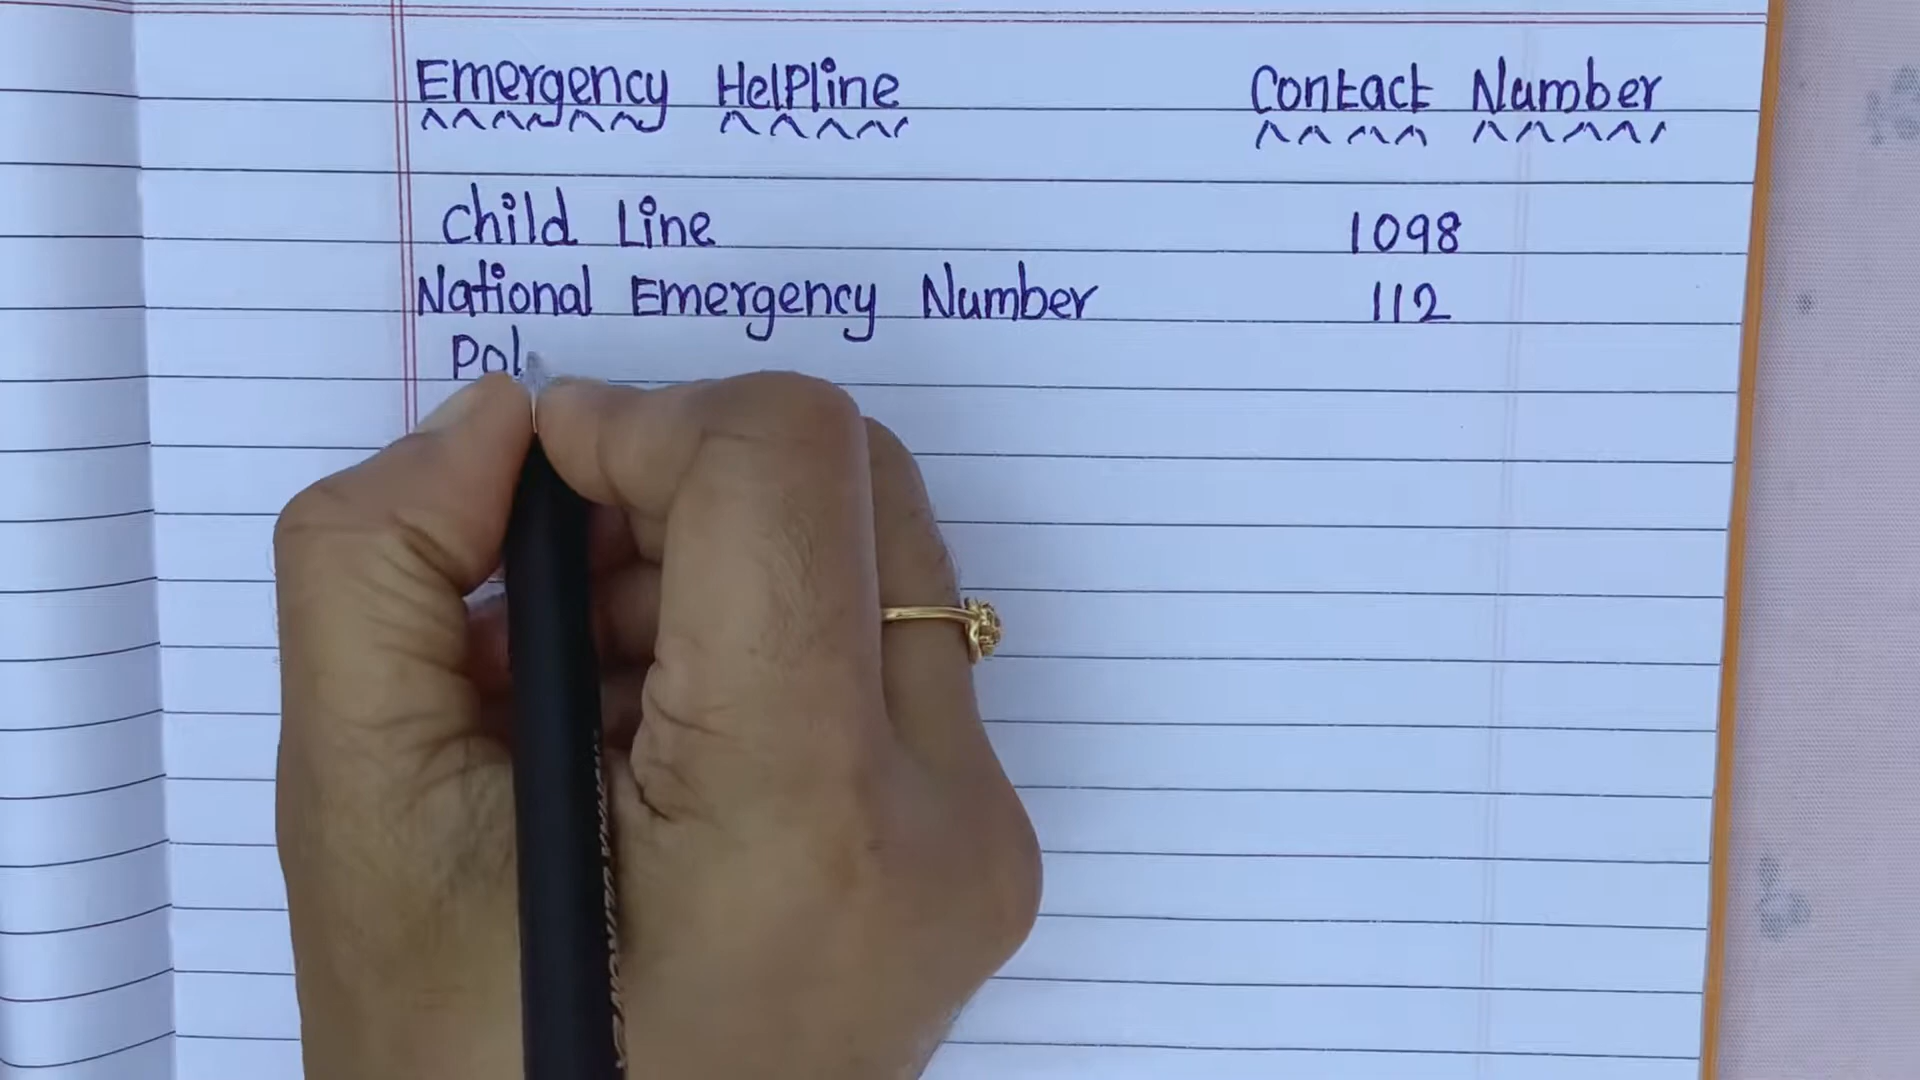 Emergency Helpline Contact Number
Child Line 1098
National Emergency Number 112
Pol